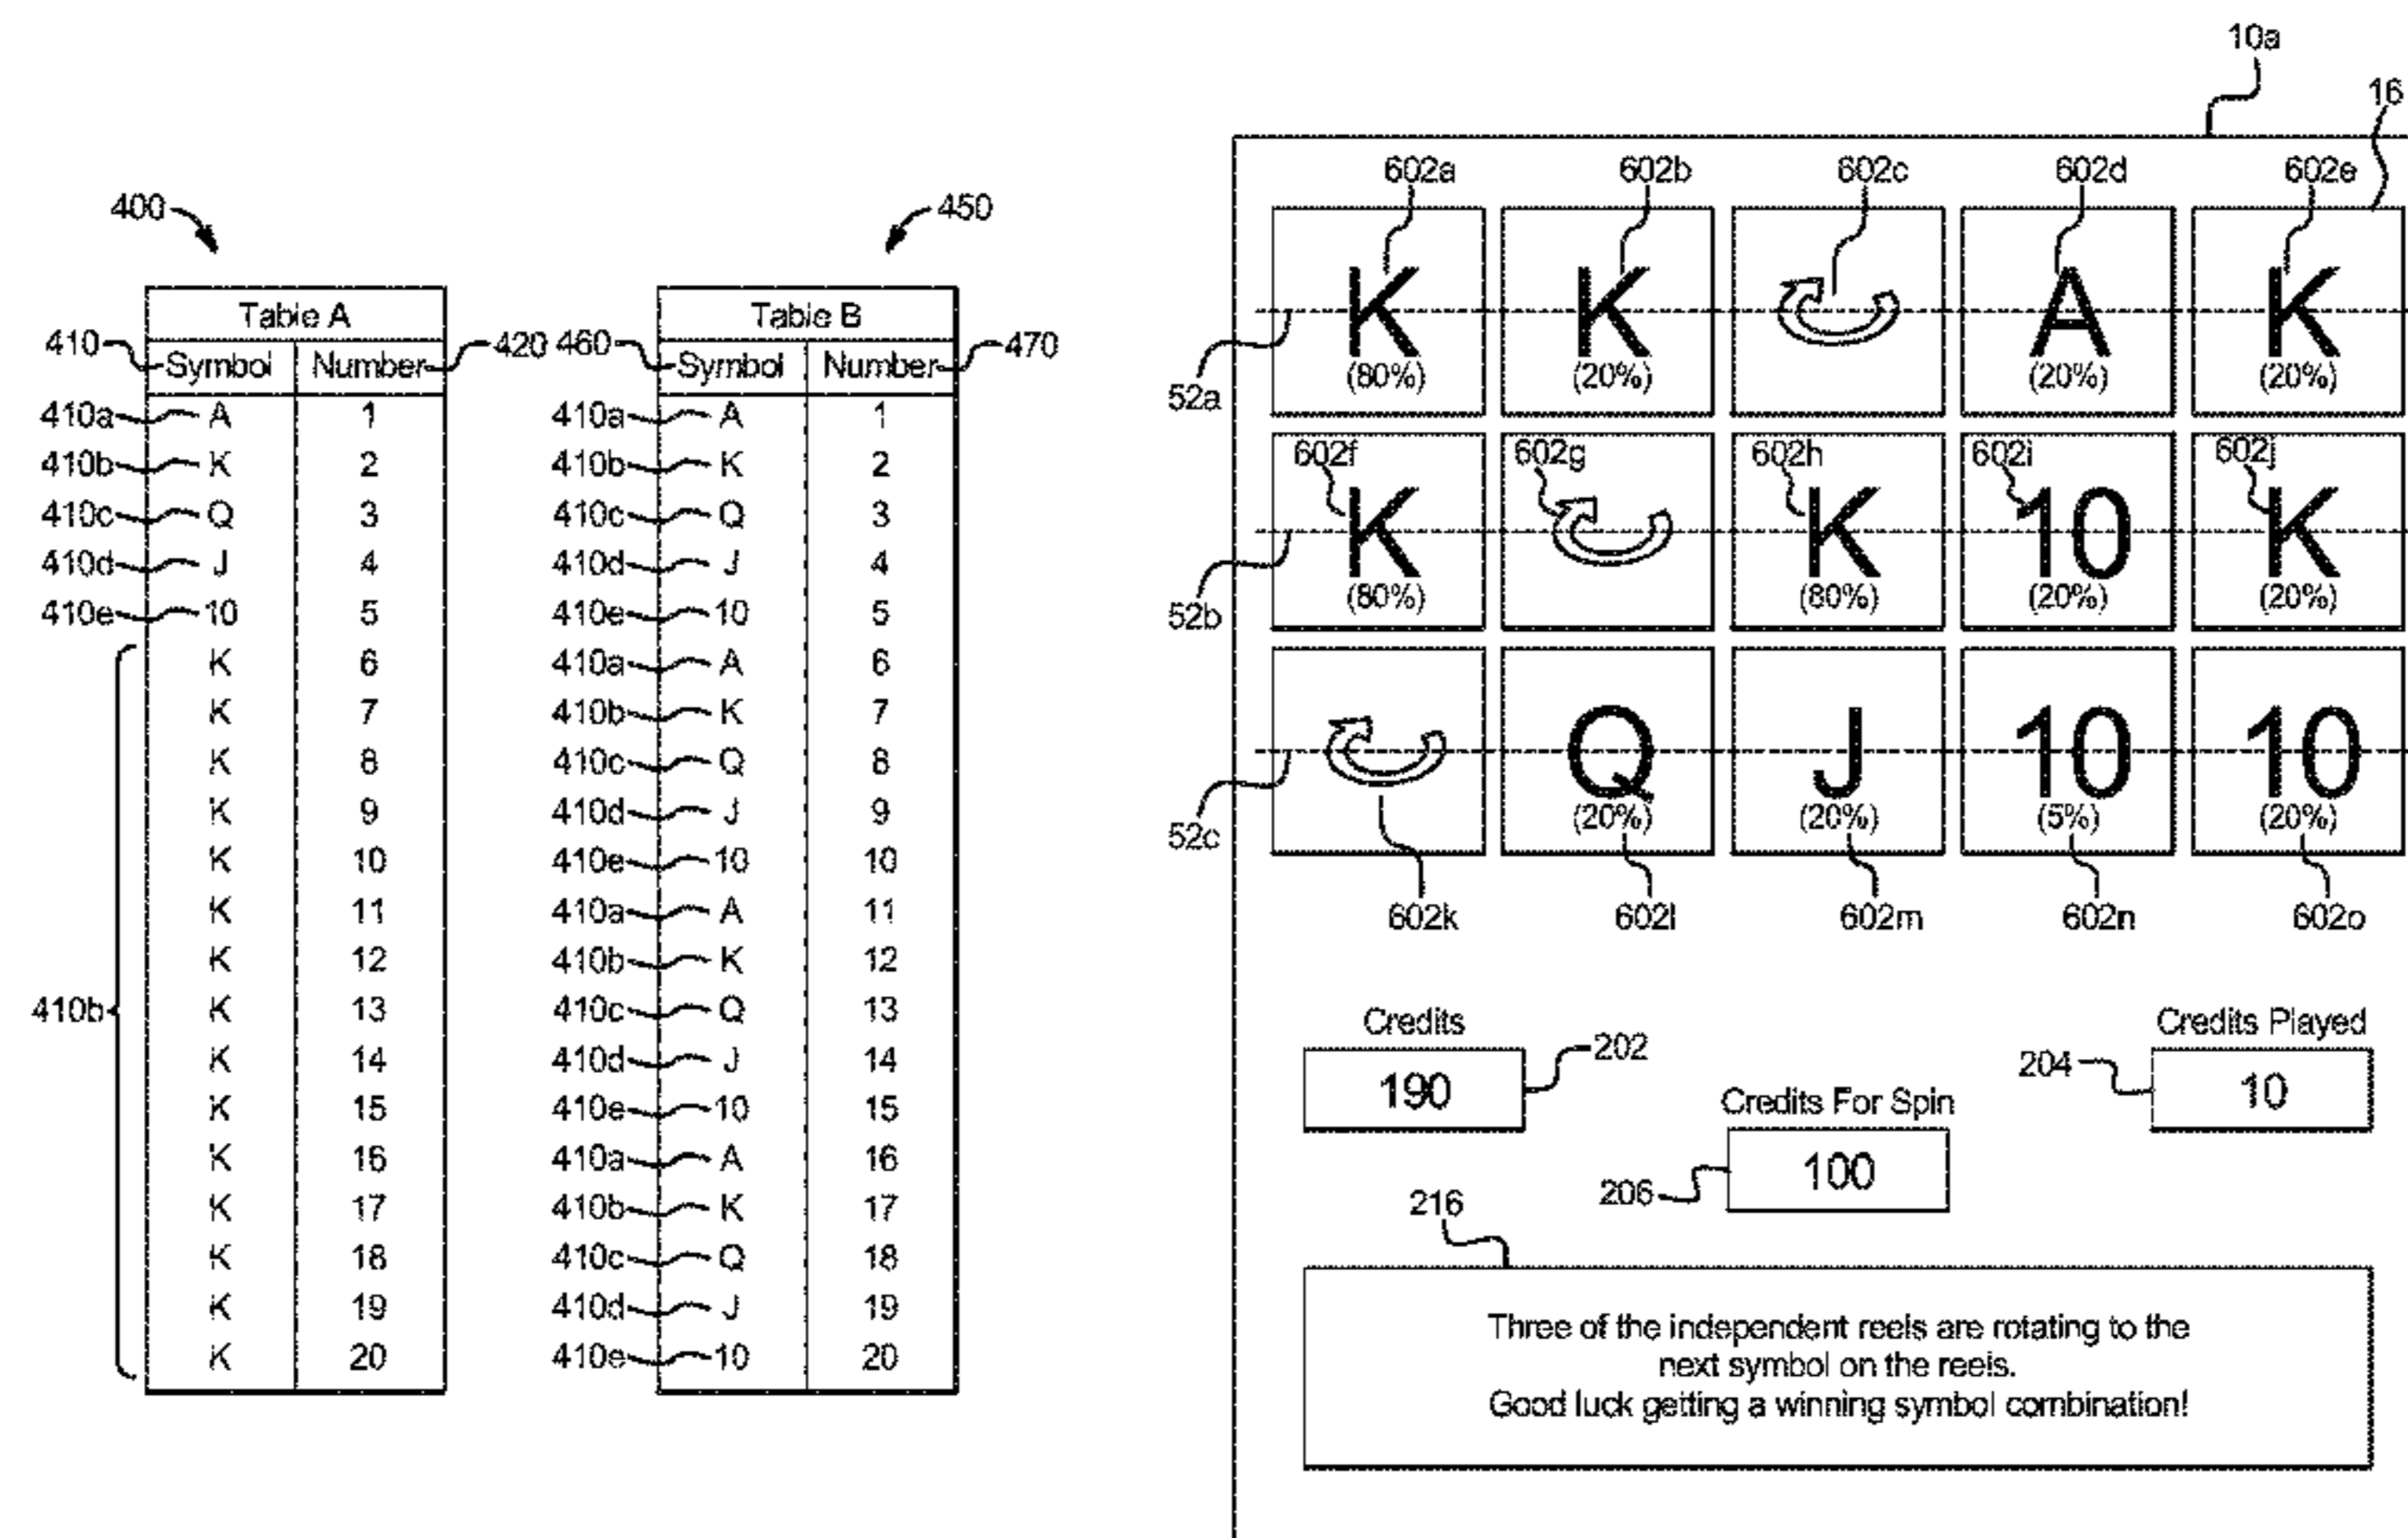 400
Table A
410 Symbol Number 420
410a A 1
410b K 2
410c Q 3
410d J 4
410e 10 5
K 6
K 7
K 8
K 9
K 10
K 11
K 12
410b K 13
K 14
K 15
K 16
K 17
K 18
K 19
K 20
450
Table B
460 Symbol Number 470
410a A 1
410b K 2
410c Q 3
410d J 4
410e 10 5
410a A 6
410b K 7
410c Q 8
410d J 9
410e 10 10
410a A 11
410b K 12
410c Q 13
410d J 14
410e 10 15
410a A 16
410b K 17
410c Q 18
410d J 19
410e 10 20
10a
16
602a 602b 602c 602d 602e
K K A K
(80%) (20%) (20%) (20%)
52a
602f 602g 602h 602i 602j
K K 10 K
(80%) (80%) (20%) (20%)
52b
Q J 10 10
(20%) (20%) (5%) (20%)
52c
602k 602l 602m 602n 602o
Credits
190
202
Credits Played
204
10
Credits For Spin
206
100
216
Three of the independent reels are rotating to the
next symbol on the reels.
Good luck getting a winning symbol combination!